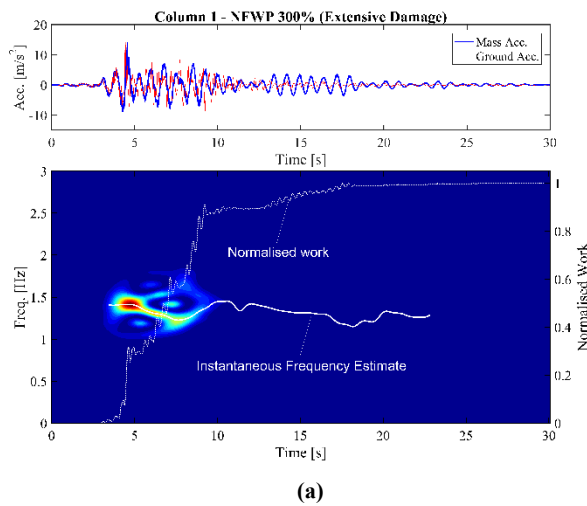 Column 1 - NFWP 300% (Extensive Damage)
Acc. [m/s²]
20
10
0
-10
Mass Acc.
Ground Acc.
0 5 10 15 20 25 30
Time [s]
Freq. [Hz]
3
2.5
2
1.5
1
0.5
0
Normalised work
Instantaneous Frequency Estimate
1
0.8
0.6
0.4
0.2
0
Normalised Work
0 5 10 15 20 25 30
Time [s]
(a)